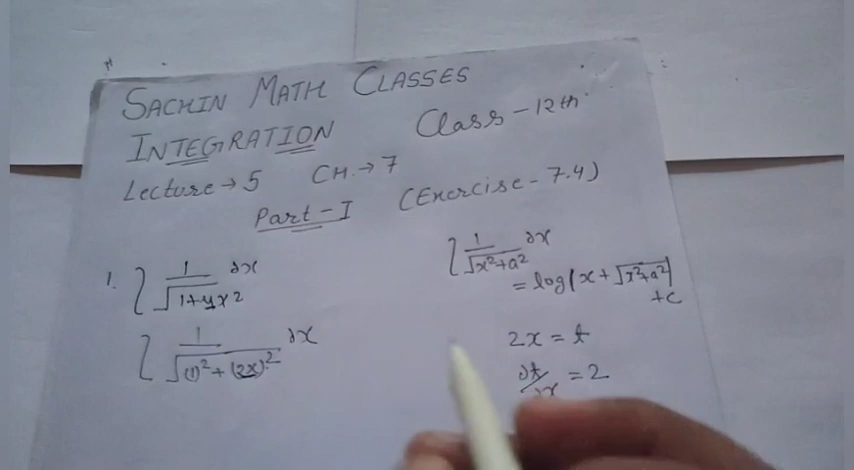 SACHIN MATH CLASSES
INTEGRATION Class - 12th
Lecture → 5 CH. → 7
Part - I (Exercise - 7.4)
1. ∫ 1/√(1+4x2) dx
∫ 1/√((1)² + (2x)²) dx
∫ 1/√(x²+a²) dx
= log|x + √(x²+a²)|
+c
2x = t
dt/dx = 2